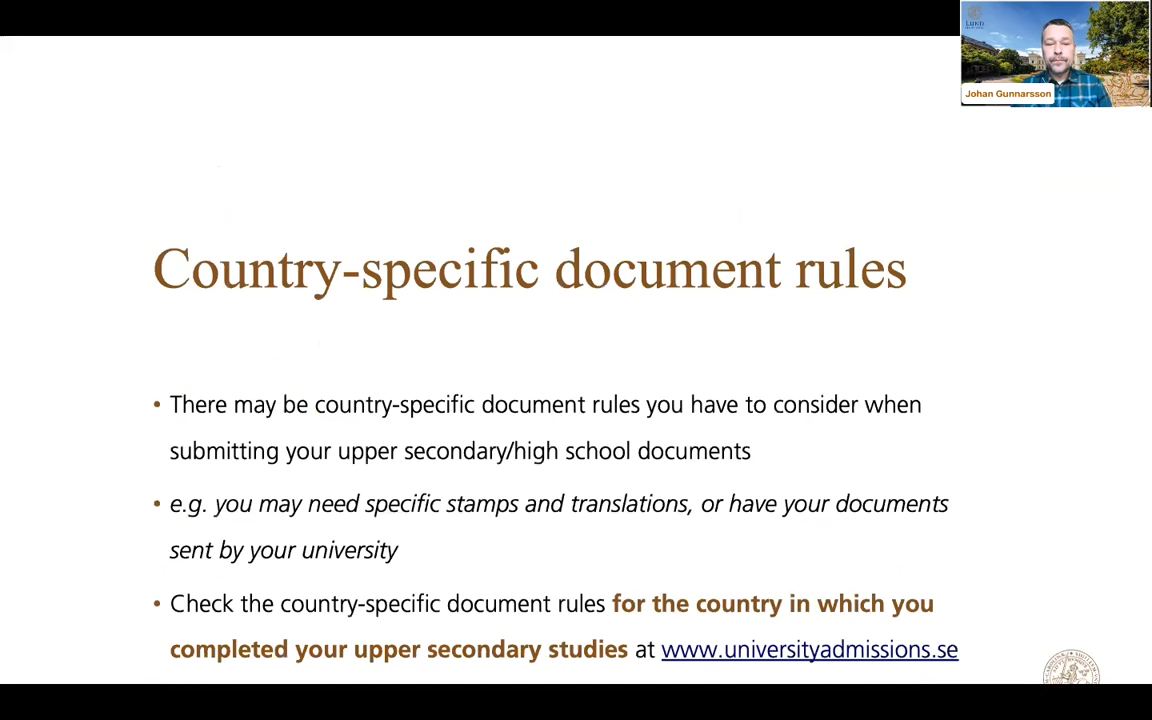 LUND
Johan Gunnarsson
Country-specific document rules
• There may be country-specific document rules you have to consider when
submitting your upper secondary/high school documents
• e.g. you may need specific stamps and translations, or have your documents
sent by your university
• Check the country-specific document rules for the country in which you
completed your upper secondary studies at www.universityadmissions.se